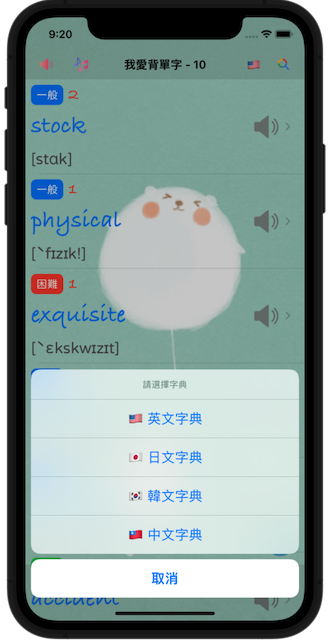 9:20
我愛背單字 - 10
一般 2
stock
[stɑk]
一般 1
physical
[ˋfɪzɪk!]
困難 1
exquisite
[ˋɛkskwɪzɪt]
請選擇字典
英文字典
日文字典
韓文字典
中文字典
取消
accident